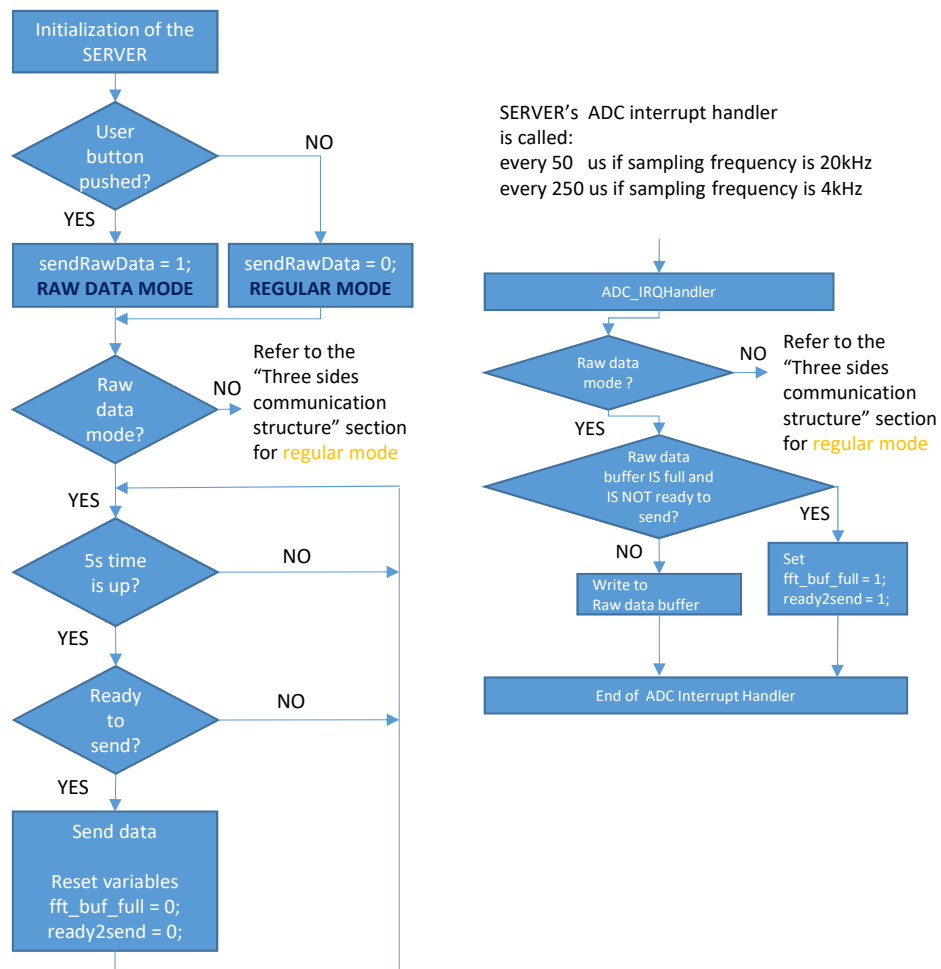 Initialization of the
SERVER
User
button
pushed?
NO
YES
sendRawData = 1;
RAW DATA MODE
sendRawData = 0;
REGULAR MODE
Raw
data
mode?
NO
Refer to the
“Three sides
communication
structure” section
for regular mode
YES
5s time
is up?
NO
YES
Ready
to
send?
NO
YES
Send data
Reset variables
fft_buf_full = 0;
ready2send = 0;
SERVER’s ADC interrupt handler
is called:
every 50 us if sampling frequency is 20kHz
every 250 us if sampling frequency is 4kHz
ADC_IRQHandler
Raw data
mode ?
NO
Refer to the
“Three sides
communication
structure” section
for regular mode
YES
Raw data
buffer IS full and
IS NOT ready to
send?
YES
NO
Write to
Raw data buffer
Set
fft_buf_full = 1;
ready2send = 1;
End of ADC Interrupt Handler